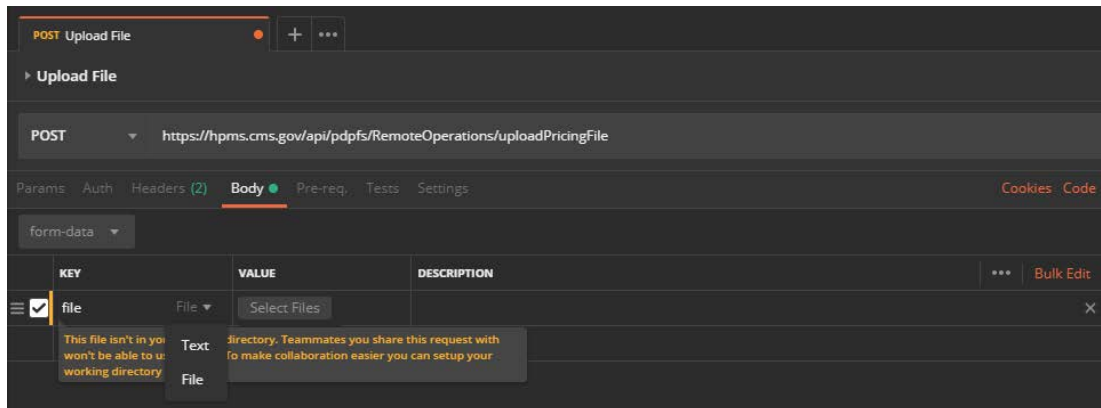 POST Upload File
Upload File
POST https://hpms.cms.gov/api/pdpfs/RemoteOperations/uploadPricingFile
Params Auth Headers (2) Body Pre-req. Tests Settings Cookies Code
form-data
KEY VALUE DESCRIPTION ••• Bulk Edit
file File Select Files
This file isn't in directory. Teammates you share this request with
won't be able to To make collaboration easier you can setup your
working directory
Text
File